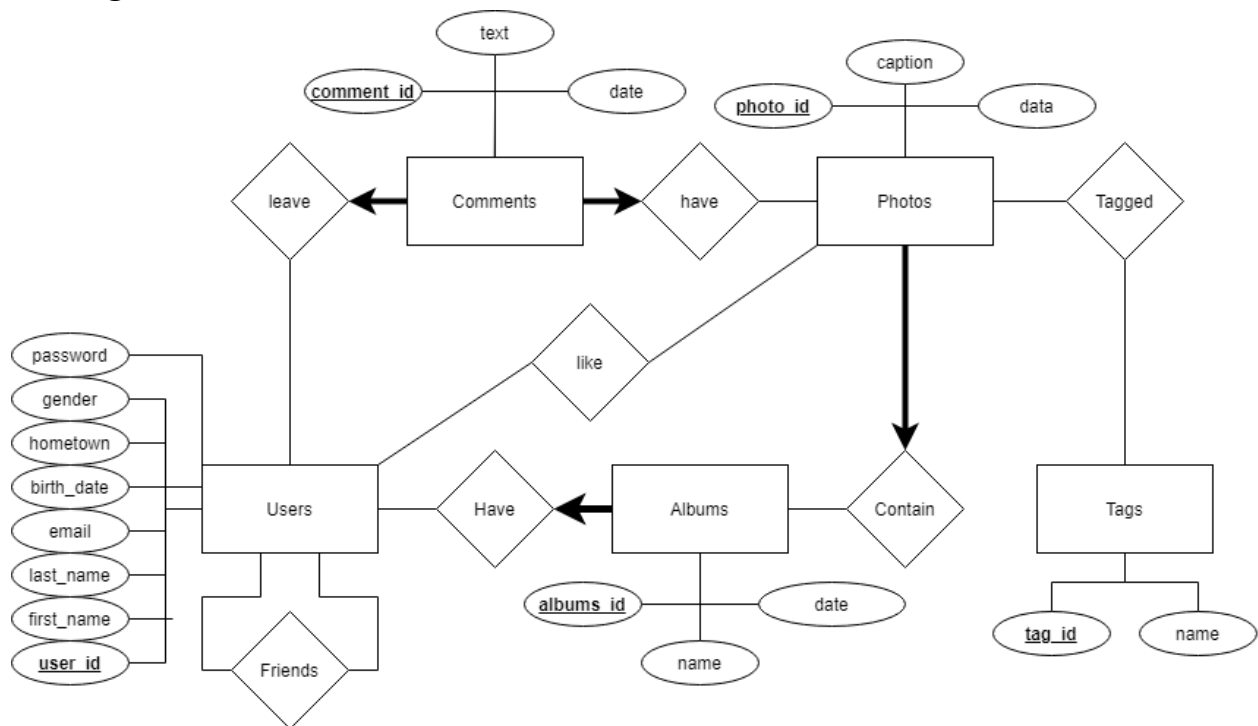 text
comment_id
date
caption
photo_id
data
leave
Comments
have
Photos
Tagged
like
password
gender
hometown
birth_date
email
last_name
first_name
user_id
Users
Have
Albums
Contain
Tags
albums_id
date
name
tag_id
name
Friends